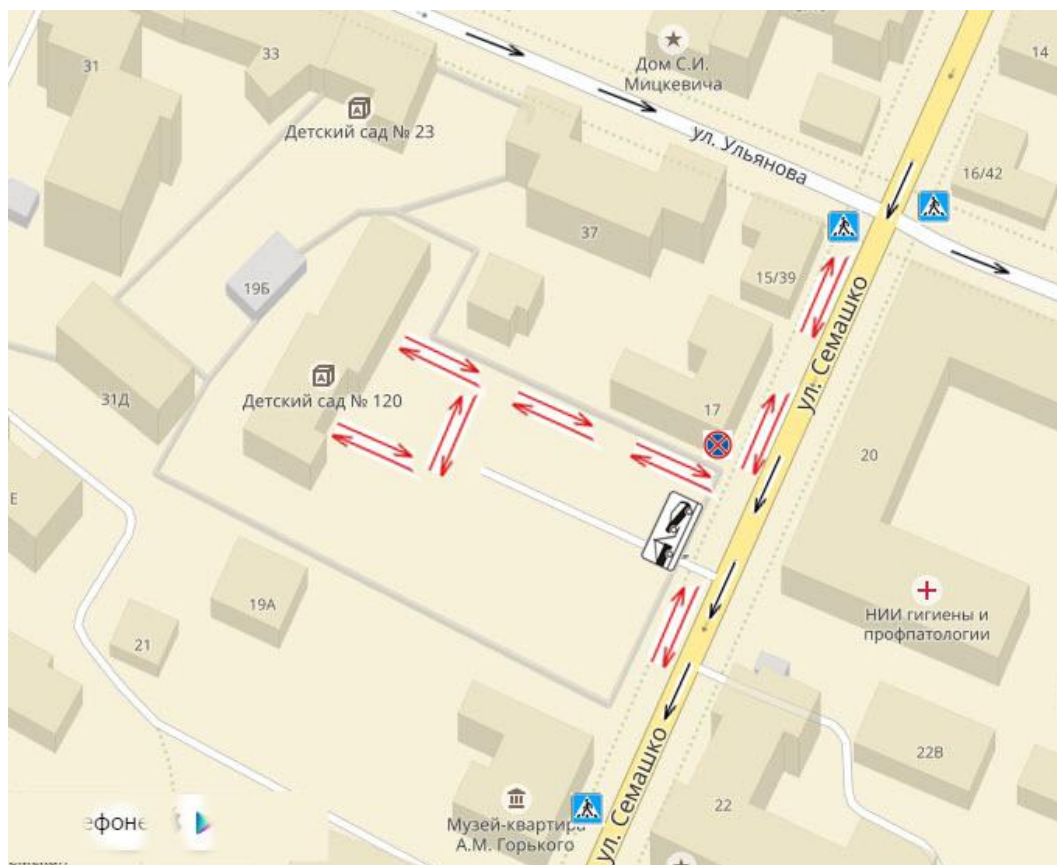 33
31
Дом С.И.
Мицкевича
14
Детский сад № 23
ул. Ульянова
16/42
37
15/39
19Б
ул. Семашко
31Д
Детский сад № 120
17
20
Е
19А
НИИ гигиены и
профпатологии
21
22В
ул. Семашко
22
Музей-квартира
А.М. Горького
ефоне